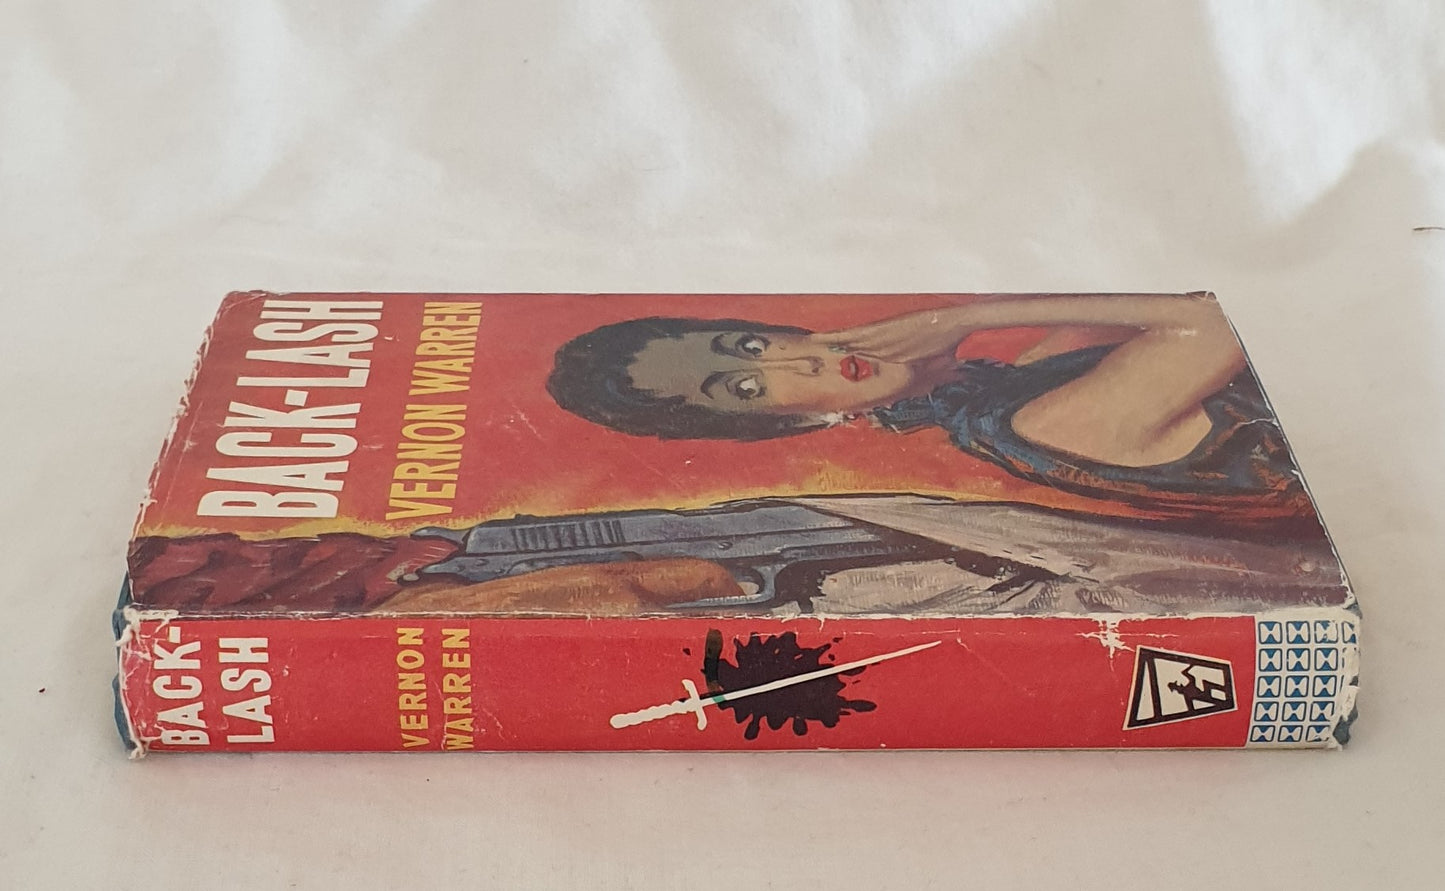 BACK-LASH
VERNON WARREN
BACK-
LASH
VERNON
WARREN